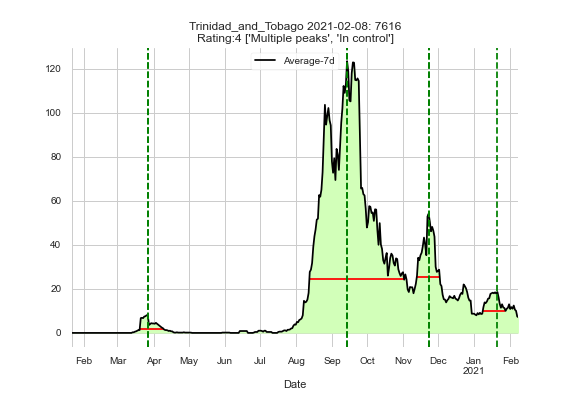 Trinidad_and_Tobago 2021-02-08: 7616
Rating:4 ['Multiple peaks', 'In control']
Average-7d
120
100
80
60
40
20
0
Feb Mar Apr May Jun Jul Aug Sep Oct Nov Dec Jan Feb
2021
Date